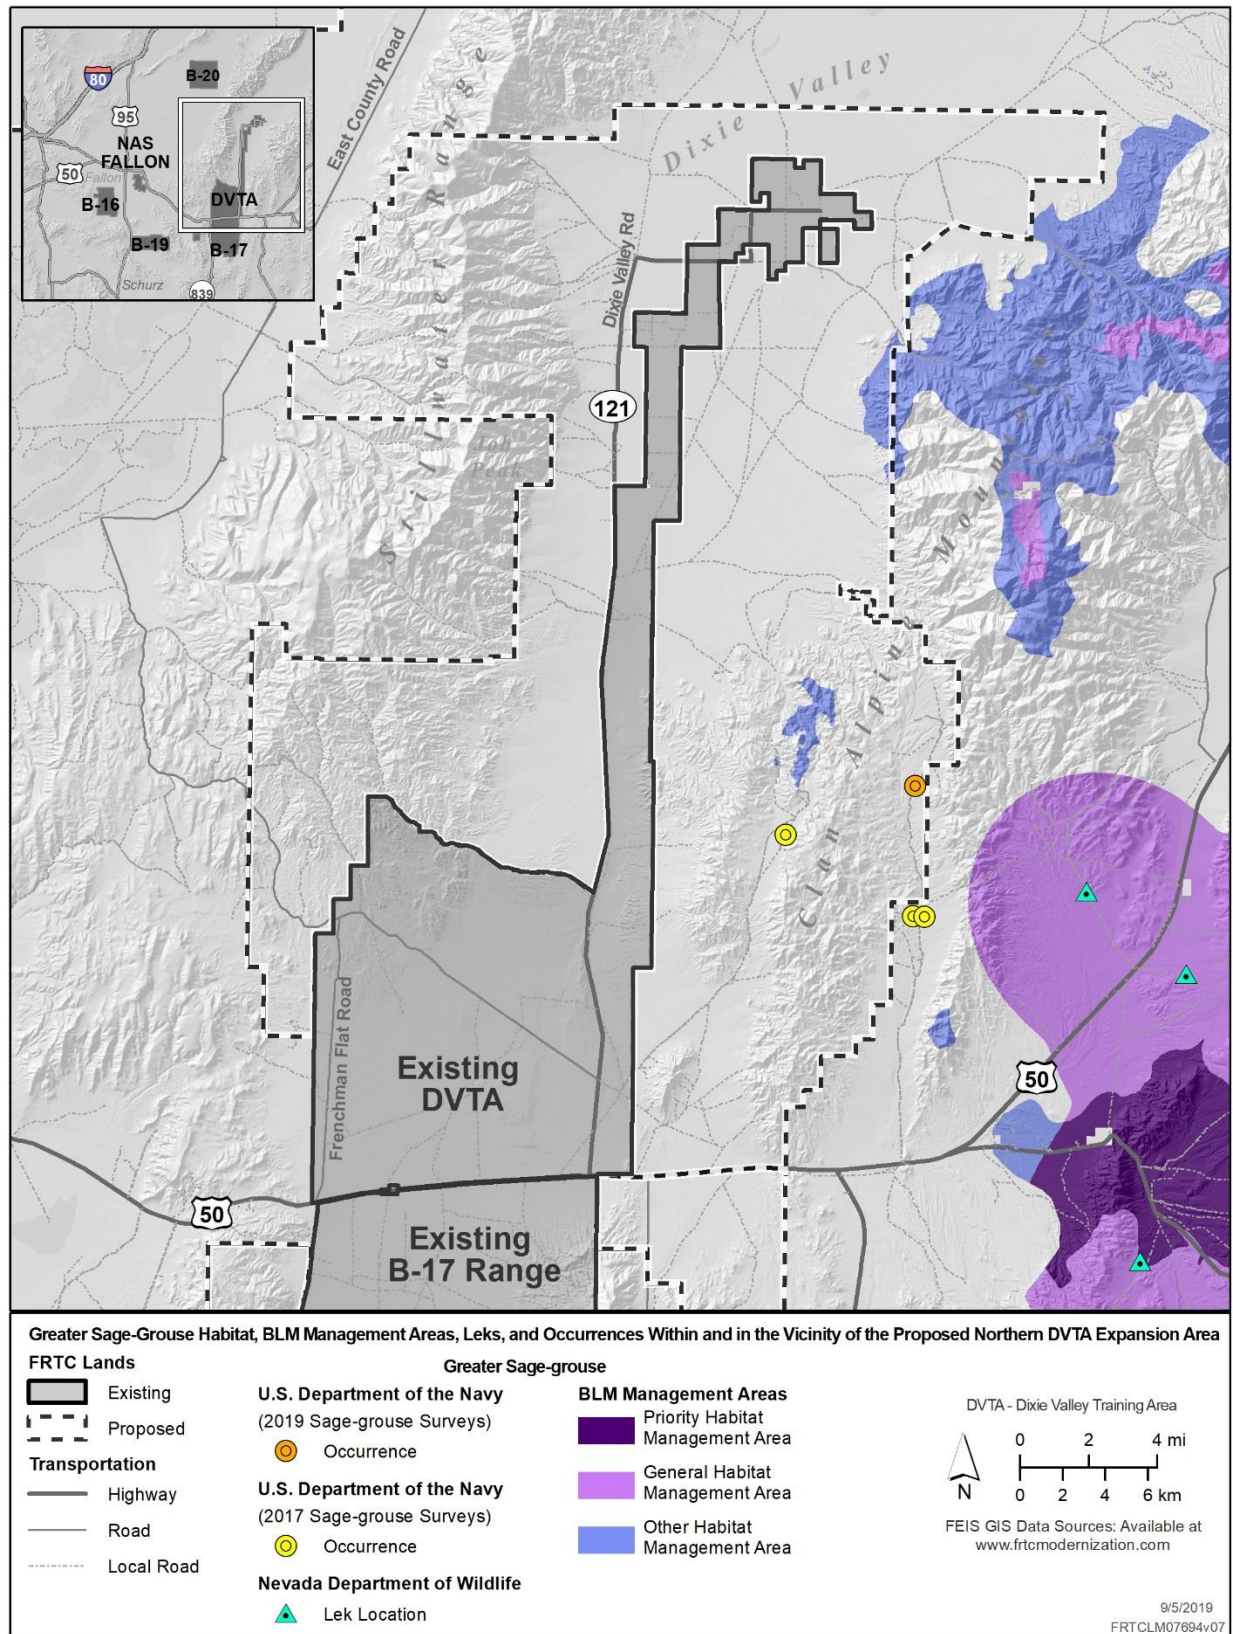 80
B-20
95
NAS
FALLON
50
Fallon
B-16
DVTA
B-19
B-17
Schurz
839
East County Road
Stillwater Range
Dixie Valley
Dixie Valley Rd
121
Job
Peak
Clan Alpine Mountains
Frenchman Flat Road
Existing
DVTA
50
50
Existing
B-17 Range
Greater Sage-Grouse Habitat, BLM Management Areas, Leks, and Occurrences Within and in the Vicinity of the Proposed Northern DVTA Expansion Area
FRTC Lands
Existing
Proposed
Transportation
Highway
Road
Local Road
Greater Sage-grouse
U.S. Department of the Navy
(2019 Sage-grouse Surveys)
Occurrence
U.S. Department of the Navy
(2017 Sage-grouse Surveys)
Occurrence
Nevada Department of Wildlife
Lek Location
BLM Management Areas
Priority Habitat
Management Area
General Habitat
Management Area
Other Habitat
Management Area
DVTA - Dixie Valley Training Area
0 2 4 mi
0 2 4 6 km
N
FEIS GIS Data Sources: Available at
www.frtcmodernization.com
9/5/2019
FRTCLM07694v07